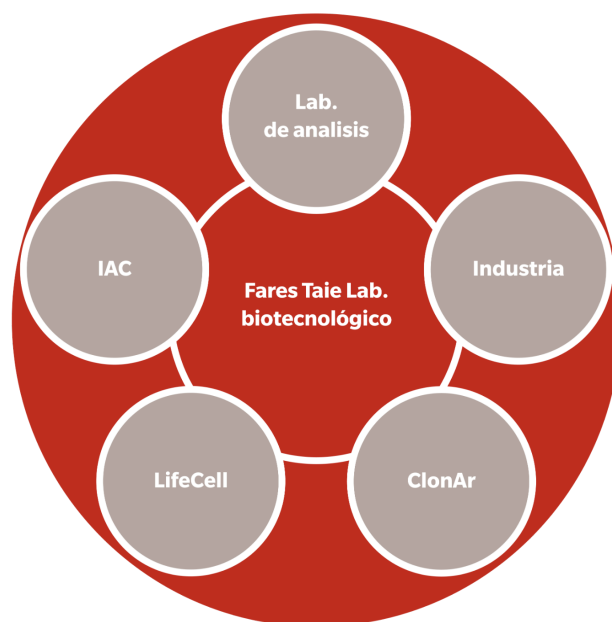 Lab.
de analisis
IAC
Fares Taie Lab.
biotecnológico
Industria
LifeCell
ClonAr